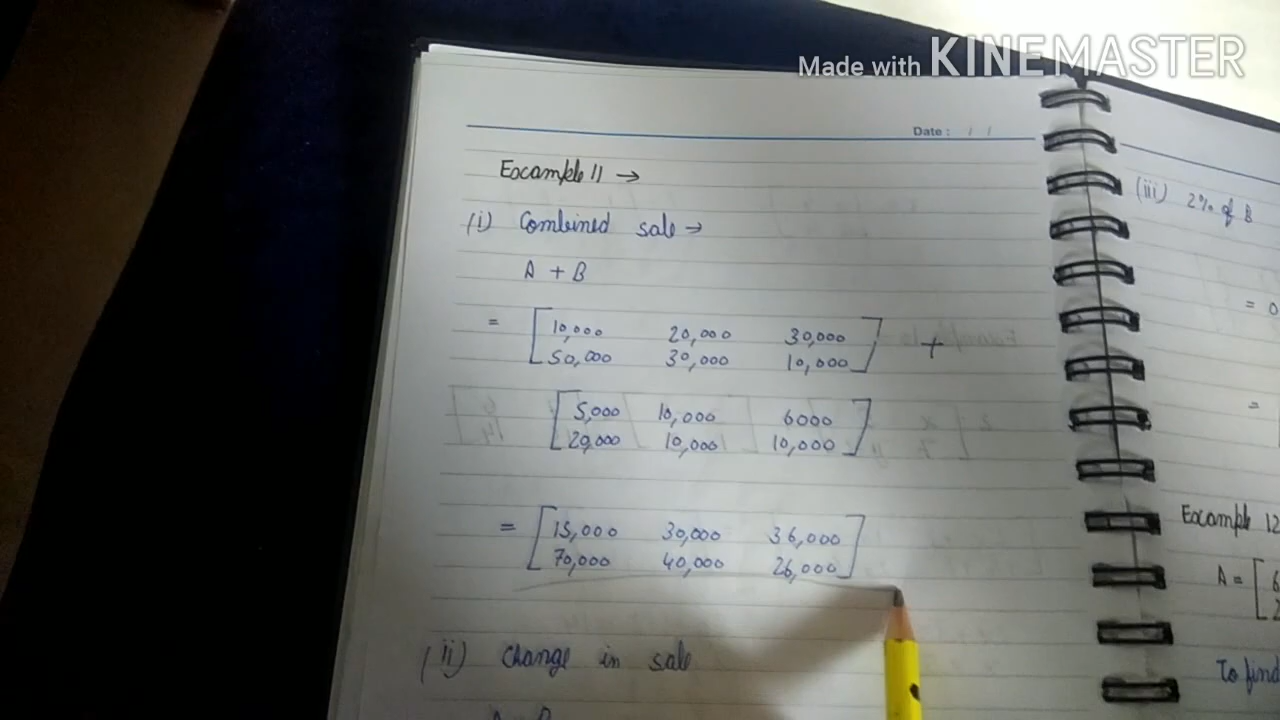 Made with KINEMASTER
Date : / /
Example 11 →
(i) Combined sale →
A + B
= [ 10,000 20,000 30,000 ] +
50,000 30,000 10,000
[ 5,000 10,000 6000 ]
20,000 10,000 10,000
= [ 15,000 30,000 36,000 ]
70,000 40,000 26,000
(ii) Change in sale
(iii) 2% of B
= 0
=
Example 12
A = [ 6
To find